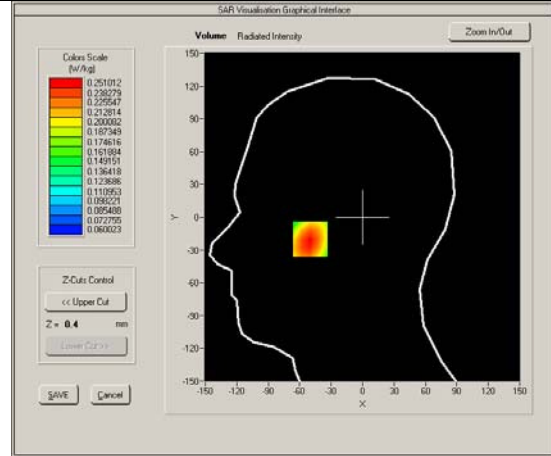 SAR Visualisation Graphical Interface
Volume Radiated Intensity
Zoom In/Out
Colors Scale
(W/kg)
0.251012
0.238279
0.225547
0.212814
0.200082
0.187349
0.174616
0.161884
0.149151
0.136418
0.123686
0.110953
0.098221
0.085488
0.072755
0.060023
Z-Cuts Control
<< Upper Cut
Z = 0.4 mm
SAVE Cancel
150
120
90
60
30
0
-30
-60
-90
-120
-150
Y
-150 -120 -90 -60 -30 0 30 60 90 120 150
X